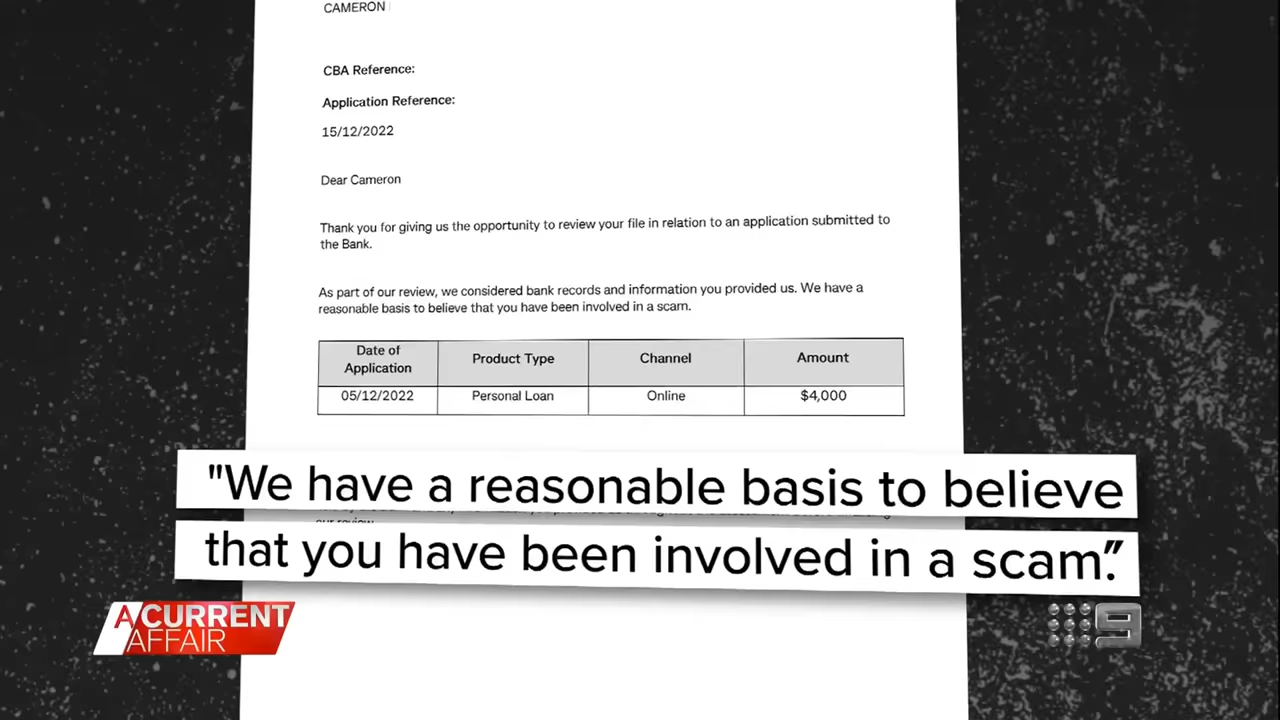 CAMERON
CBA Reference:
Application Reference:
15/12/2022
Dear Cameron
Thank you for giving us the opportunity to review your file in relation to an application submitted to
the Bank.
As part of our review, we considered bank records and information you provided us. We have a
reasonable basis to believe that you have been involved in a scam.
Date of
Application
Product Type
Channel
Amount
05/12/2022
Personal Loan
Online
$4,000
"We have a reasonable basis to believe
our review
that you have been involved in a scam."
A CURRENT
AFFAIR
9